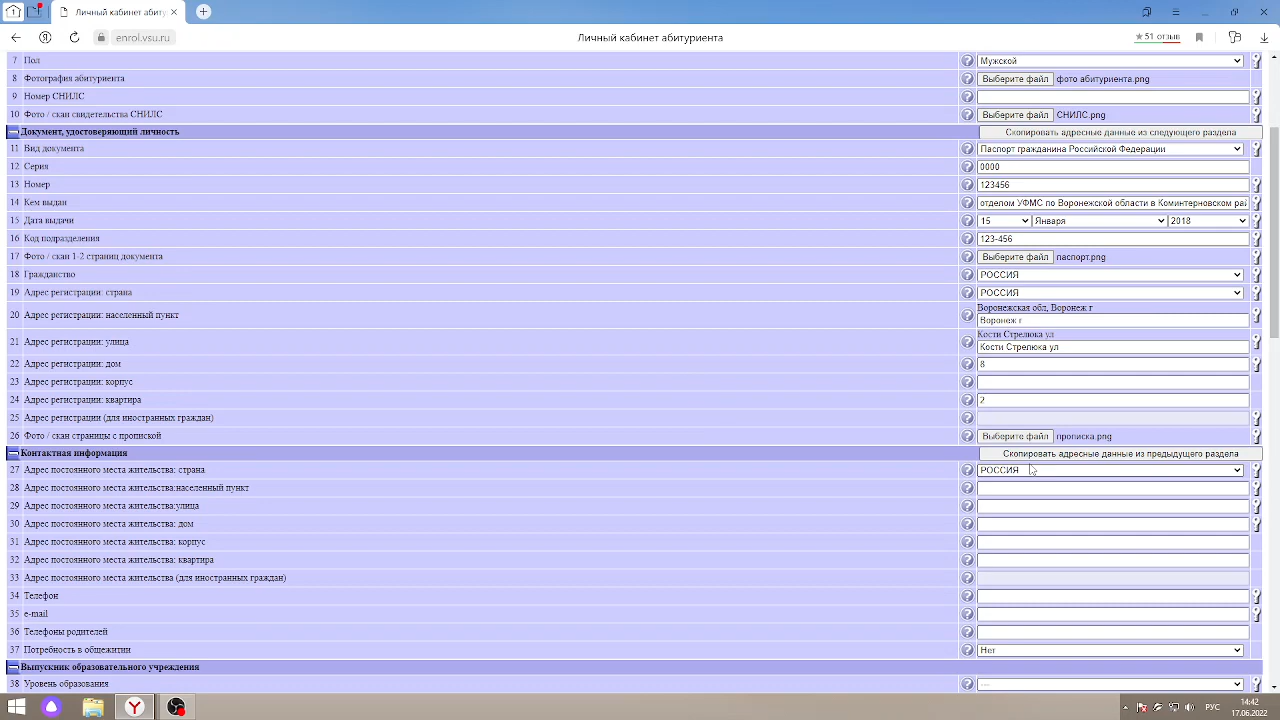 Личный кабинет абиту
enrol.vsu.ru
Личный кабинет абитуриента
★51 отзыв
7 Пол Мужской
8 Фотография абитуриента Выберите файл фото абитуриента.png
9 Номер СНИЛС
10 Фото / скан свидетельства СНИЛС Выберите файл СНИЛС.png
Документ, удостоверяющий личность Скопировать адресные данные из следующего раздела
11 Вид документа Паспорт гражданина Российской Федерации
12 Серия 0000
13 Номер 123456
14 Кем выдан отделом УФМС по Воронежской области в Коминтерновском рай
15 Дата выдачи 15 Января 2018
16 Код подразделения 123-456
17 Фото / скан 1-2 страниц документа Выберите файл паспорт.png
18 Гражданство РОССИЯ
19 Адрес регистрации: страна РОССИЯ
20 Адрес регистрации: населенный пункт Воронежская обл, Воронеж г
Воронеж г
21 Адрес регистрации: улица Кости Стрелюка ул
Кости Стрелюка ул
22 Адрес регистрации: дом 8
23 Адрес регистрации: корпус
24 Адрес регистрации: квартира 2
25 Адрес регистрации (для иностранных граждан)
26 Фото / скан страницы с пропиской Выберите файл прописка.png
Контактная информация Скопировать адресные данные из предыдущего раздела
27 Адрес постоянного места жительства: страна РОССИЯ
28 Адрес постоянного места жительства:населенный пункт
29 Адрес постоянного места жительства:улица
30 Адрес постоянного места жительства: дом
31 Адрес постоянного места жительства: корпус
32 Адрес постоянного места жительства: квартира
33 Адрес постоянного места жительства (для иностранных граждан)
34 Телефон
35 e-mail
36 Телефоны родителей
37 Потребность в общежитии Нет
Выпускник образовательного учреждения
38 Уровень образования ---
РУС 14:42
17.06.2022